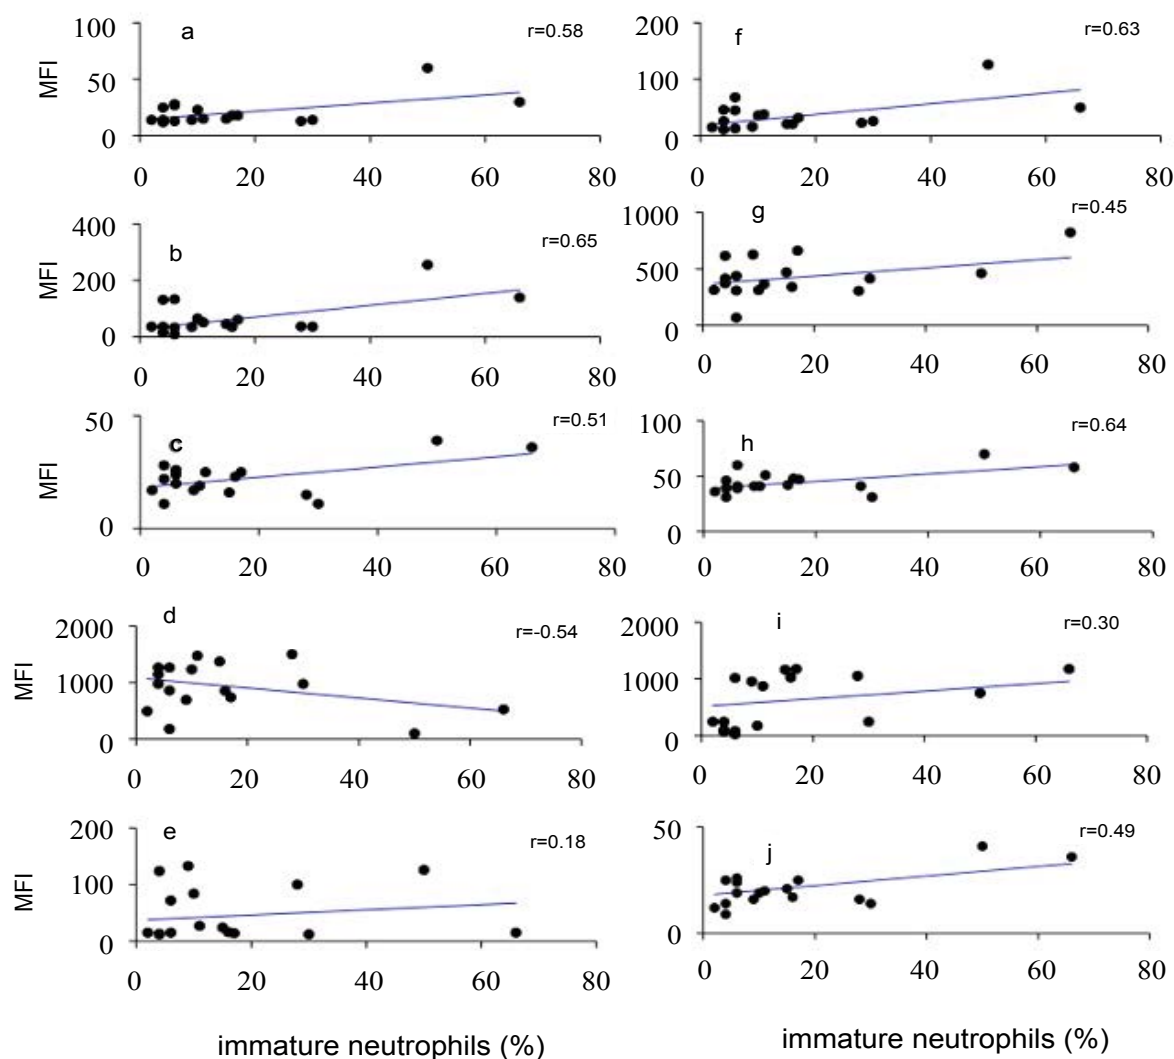 a
r=0.58
MFI
100
50
0
0 20 40 60 80
f
r=0.63
200
100
0
0 20 40 60 80
b
r=0.65
MFI
400
200
0
0 20 40 60 80
g
r=0.45
1000
500
0
0 20 40 60 80
c
r=0.51
MFI
50
0
0 20 40 60 80
h
r=0.64
100
50
0
0 20 40 60 80
d
r=-0.54
MFI
2000
1000
0
0 20 40 60 80
i
r=0.30
2000
1000
0
0 20 40 60 80
e
r=0.18
MFI
200
100
0
0 20 40 60 80
j
r=0.49
50
0
0 20 40 60 80
immature neutrophils (%)
immature neutrophils (%)